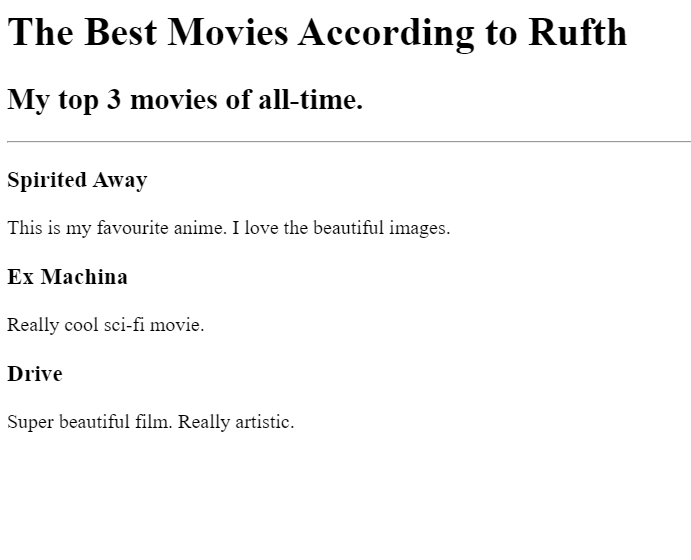 The Best Movies According to Rufth
My top 3 movies of all-time.
Spirited Away
This is my favourite anime. I love the beautiful images.
Ex Machina
Really cool sci-fi movie.
Drive
Super beautiful film. Really artistic.